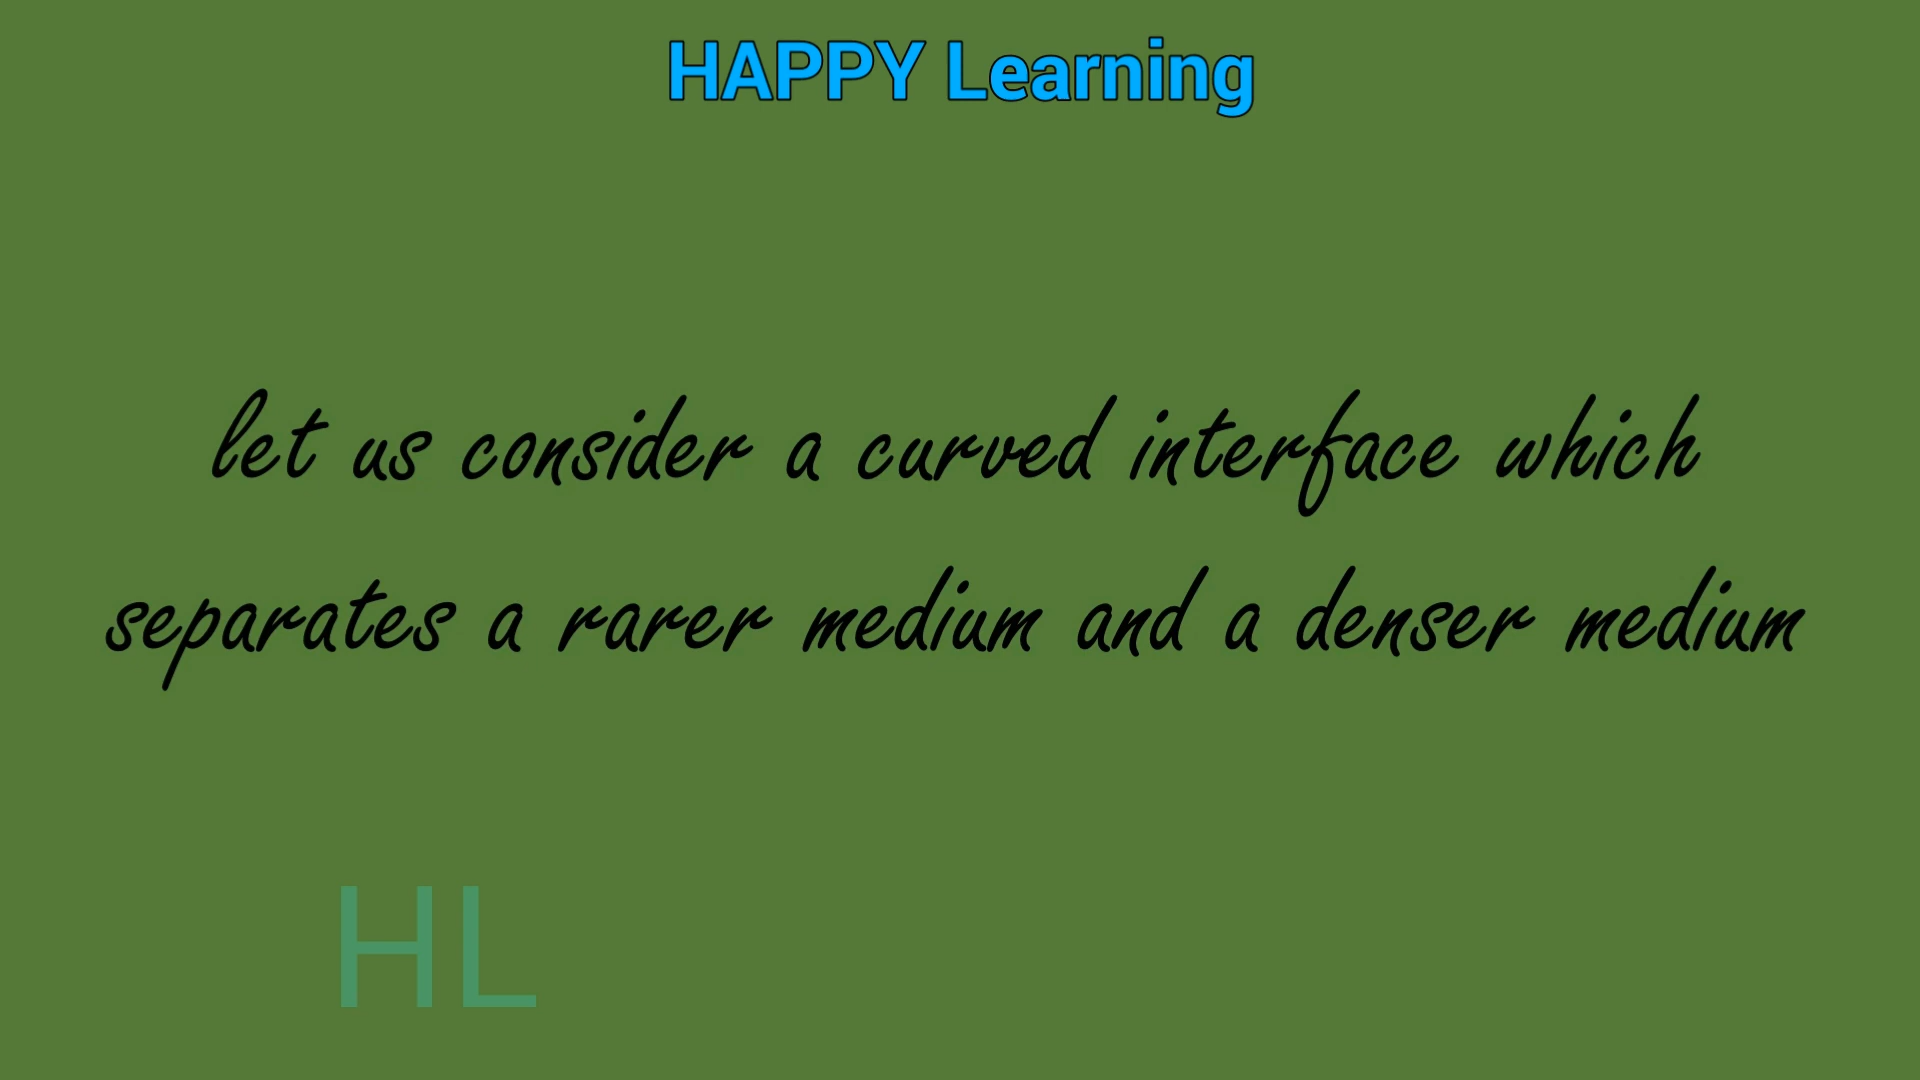 HAPPY Learning
let us consider a curved interface which
separates a rarer medium and a denser medium
HL